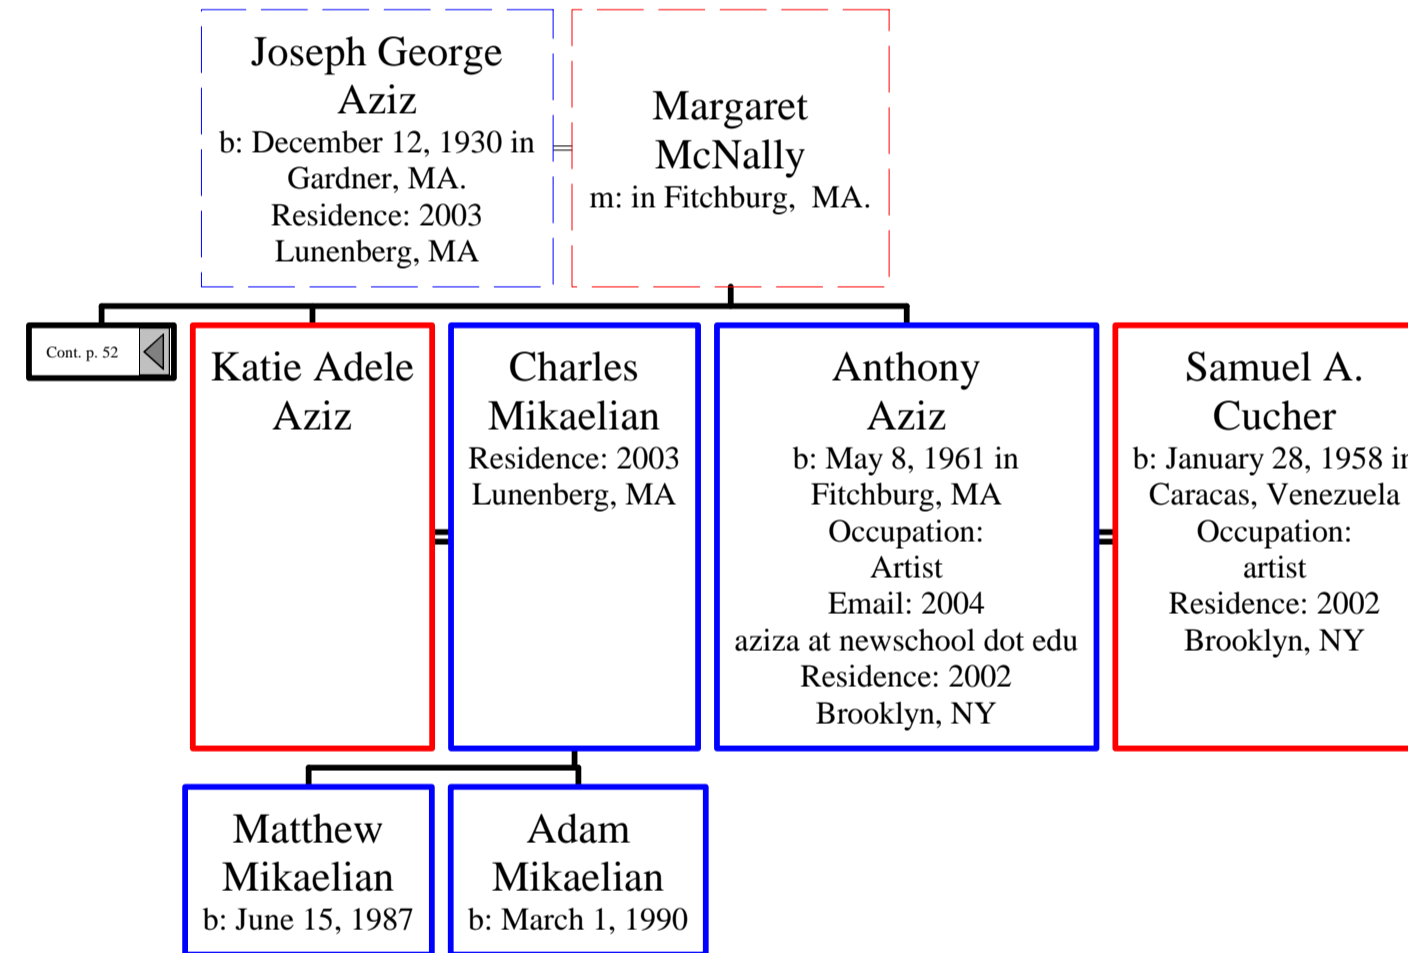 Joseph George
Aziz
b: December 12, 1930 in
Gardner, MA.
Residence: 2003
Lunenberg, MA
Margaret
McNally
m: in Fitchburg, MA.
Cont. p. 52
Katie Adele
Aziz
Charles
Mikaelian
Residence: 2003
Lunenberg, MA
Anthony
Aziz
b: May 8, 1961 in
Fitchburg, MA
Occupation:
Artist
Email: 2004
aziza at newschool dot edu
Residence: 2002
Brooklyn, NY
Samuel A.
Cucher
b: January 28, 1958 in
Caracas, Venezuela
Occupation:
artist
Residence: 2002
Brooklyn, NY
Matthew
Mikaelian
b: June 15, 1987
Adam
Mikaelian
b: March 1, 1990